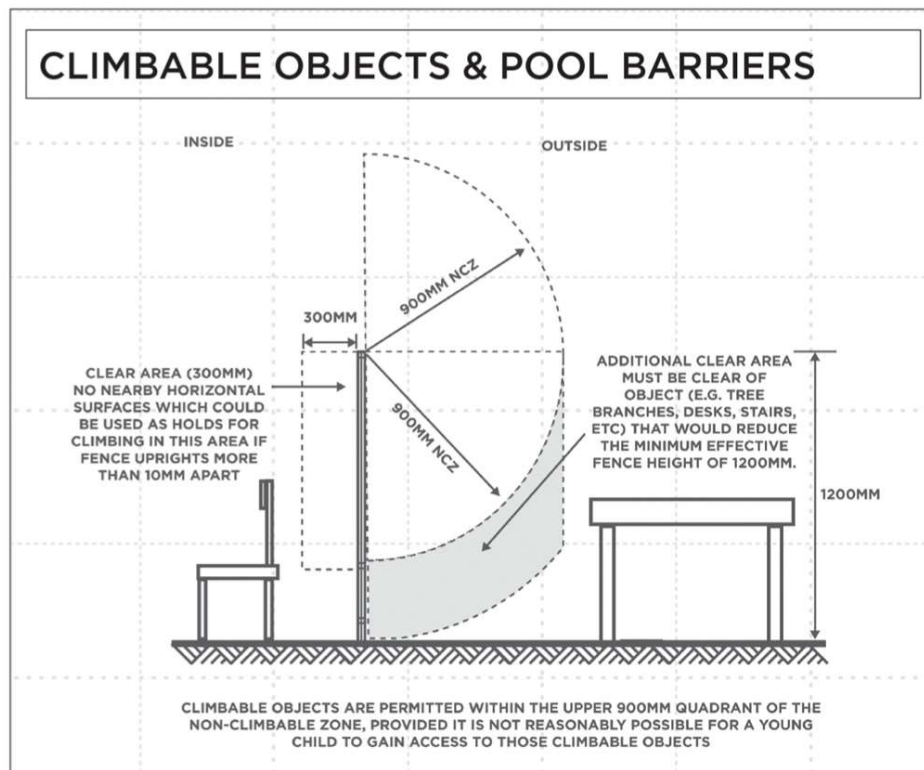 CLIMBABLE OBJECTS & POOL BARRIERS
INSIDE
OUTSIDE
900MM NCZ
300MM
CLEAR AREA (300MM)
NO NEARBY HORIZONTAL
SURFACES WHICH COULD
BE USED AS HOLDS FOR
CLIMBING IN THIS AREA IF
FENCE UPRIGHTS MORE
THAN 10MM APART
900MM NCZ
ADDITIONAL CLEAR AREA
MUST BE CLEAR OF
OBJECT (E.G. TREE
BRANCHES, DESKS, STAIRS,
ETC) THAT WOULD REDUCE
THE MINIMUM EFFECTIVE
FENCE HEIGHT OF 1200MM.
1200MM
CLIMBABLE OBJECTS ARE PERMITTED WITHIN THE UPPER 900MM QUADRANT OF THE
NON-CLIMBABLE ZONE, PROVIDED IT IS NOT REASONABLY POSSIBLE FOR A YOUNG
CHILD TO GAIN ACCESS TO THOSE CLIMBABLE OBJECTS